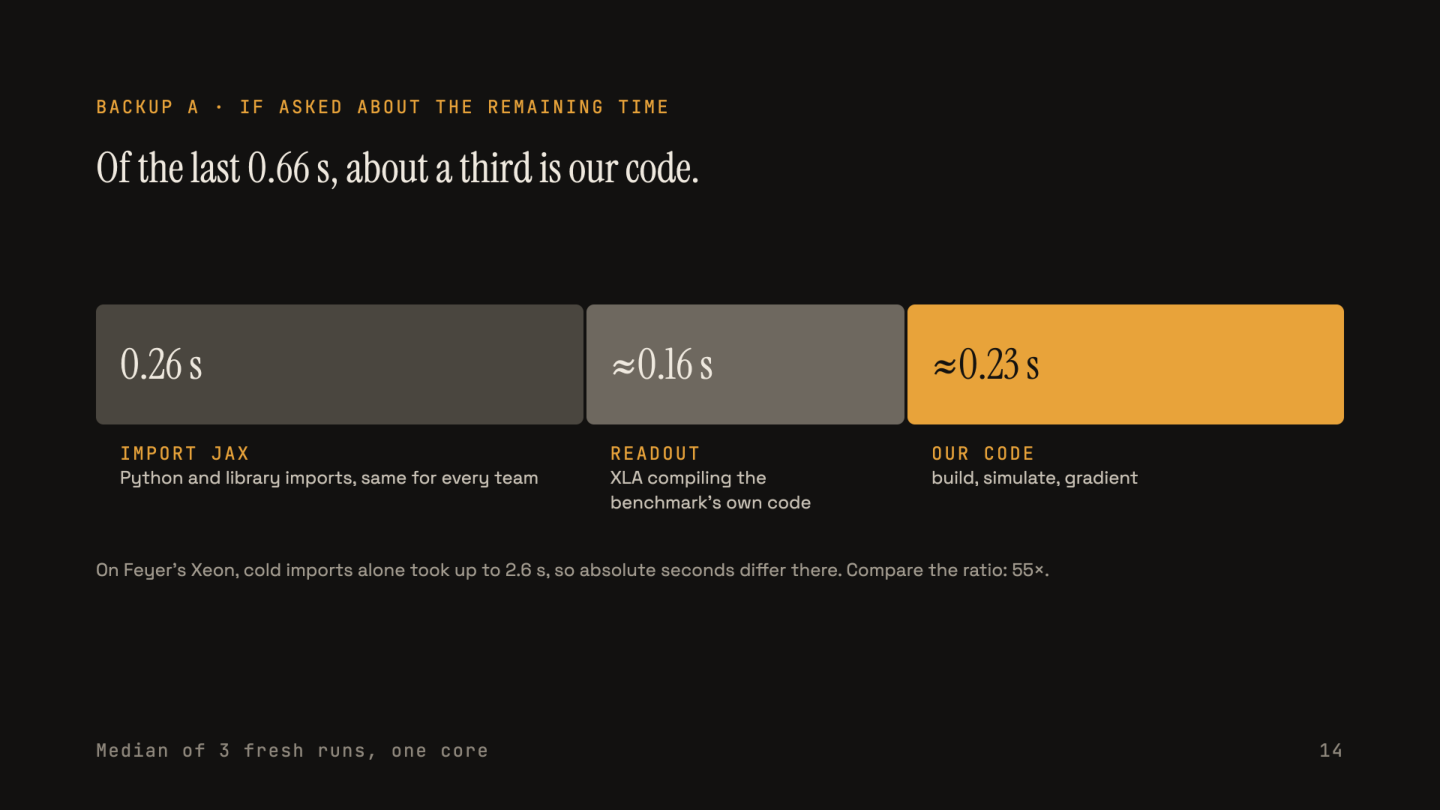 BACKUP A · IF ASKED ABOUT THE REMAINING TIME
Of the last 0.66 s, about a third is our code.
0.26 s
≈0.16 s
≈0.23 s
IMPORT JAX
Python and library imports, same for every team
READOUT
XLA compiling the
benchmark’s own code
OUR CODE
build, simulate, gradient
On Feyer’s Xeon, cold imports alone took up to 2.6 s, so absolute seconds differ there. Compare the ratio: 55×.
Median of 3 fresh runs, one core
14